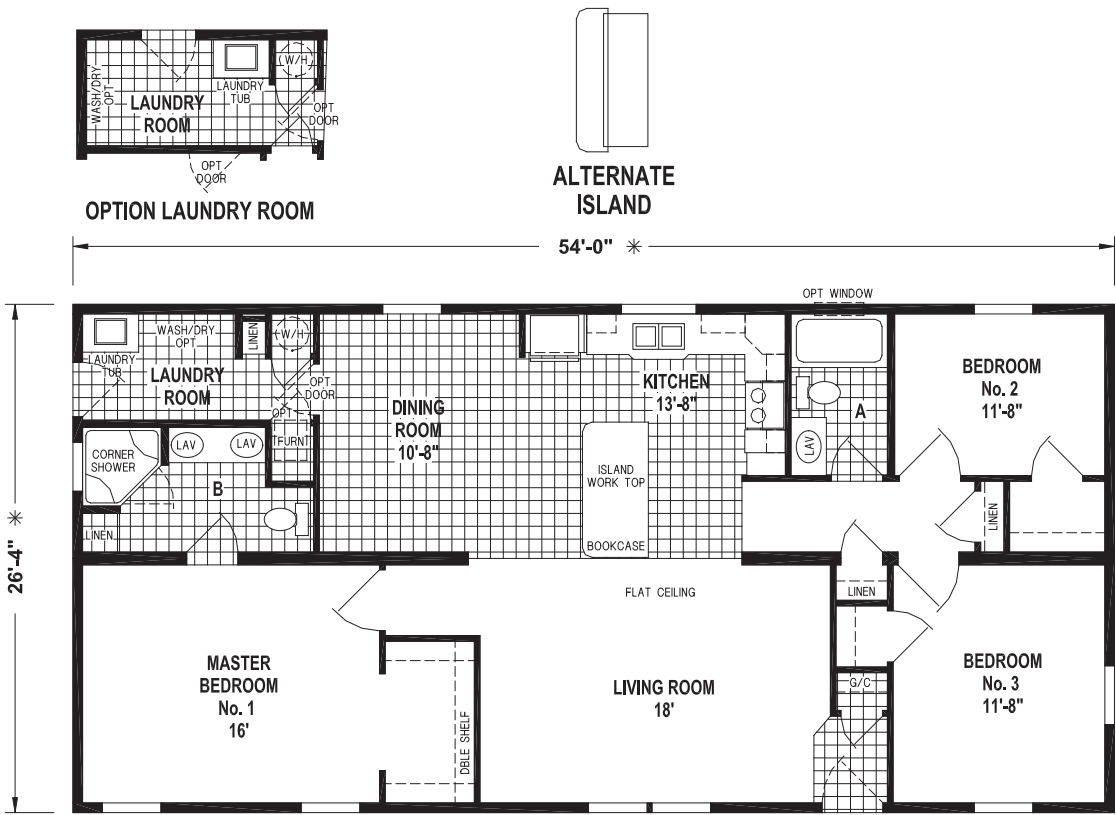 WASH/DRY
OPT
LAUNDRY
ROOM
LAUNDRY
TUB
W/H
OPT
DOOR
OPT
DOOR
OPTION LAUNDRY ROOM
ALTERNATE
ISLAND
54'-0" ✳
26'-4" ✳
OPT WINDOW
LAUNDRY
TUB
WASH/DRY
OPT
LINEN
W/H
LAUNDRY
ROOM
OPT
DOOR
OPT
FURN
DINING
ROOM
10'-8"
KITCHEN
13'-8"
ISLAND
WORK TOP
BOOKCASE
A
LAV
BEDROOM
No. 2
11'-8"
LINEN
CORNER
SHOWER
LAV
LAV
B
LINEN
FLAT CEILING
LINEN
MASTER
BEDROOM
No. 1
16'
DBLE SHELF
LIVING ROOM
18'
G/C
BEDROOM
No. 3
11'-8"